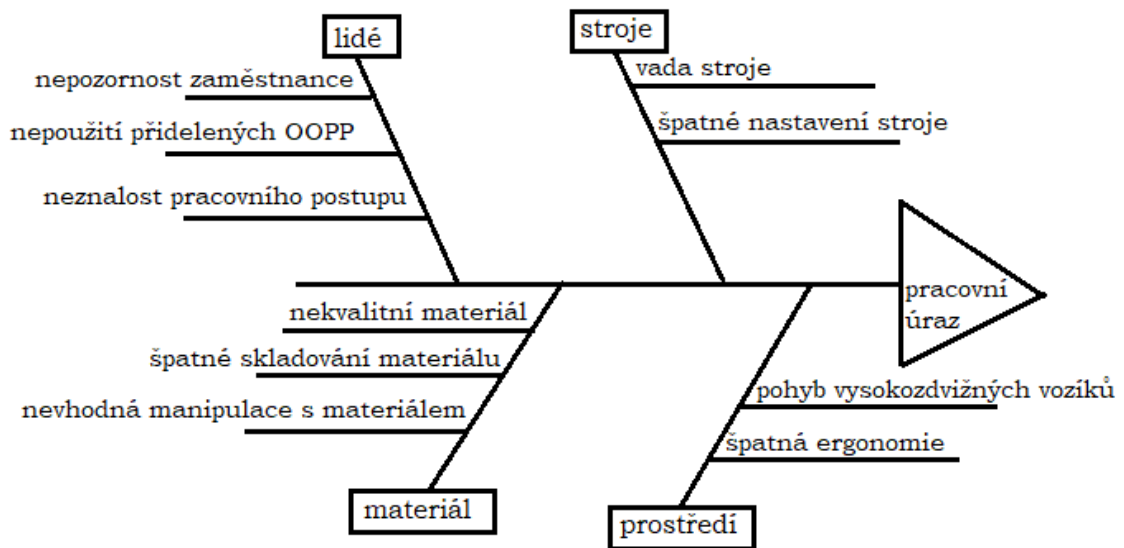 lidé
stroje
nepozornost zaměstnance
nepoužití přidelených OOPP
neznalost pracovního postupu
vada stroje
špatné nastavení stroje
pracovní
úraz
nekvalitní materiál
špatné skladování materiálu
nevhodná manipulace s materiálem
pohyb vysokozdvižných vozíků
špatná ergonomie
materiál
prostředí